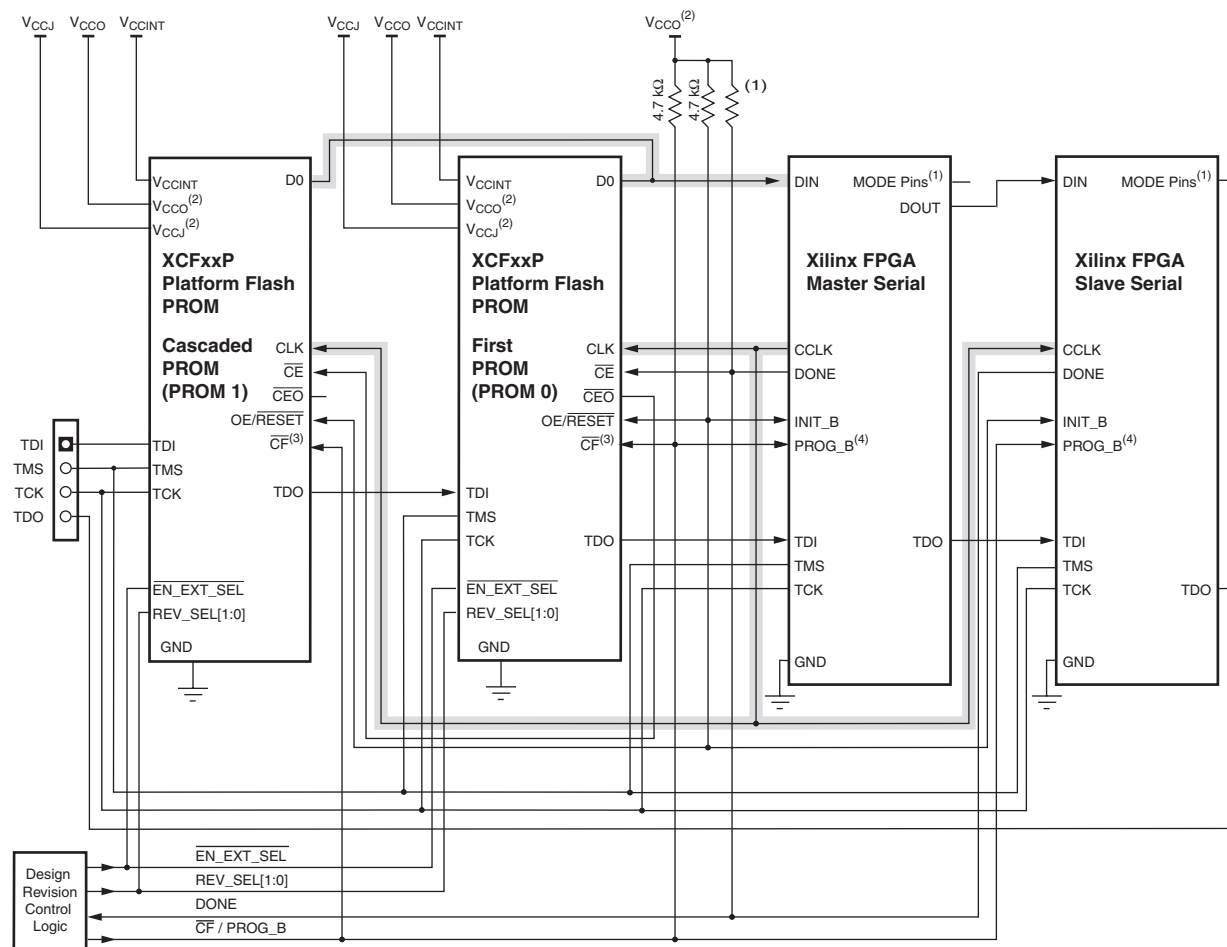 VCCJ VCCO VCCINT
VCCJ VCCO VCCINT
VCCO(2)
4.7 kΩ
4.7 kΩ
(1)
VCCINT
VCCO(2)
VCCJ(2)
D0
XCFxxP
Platform Flash
PROM
Cascaded
PROM
(PROM 1)
CLK
CE
CEO
OE/RESET
CF(3)
TDI
TMS
TCK
TDO
EN_EXT_SEL
REV_SEL[1:0]
GND
VCCINT
VCCO(2)
VCCJ(2)
D0
XCFxxP
Platform Flash
PROM
First
PROM
(PROM 0)
CLK
CE
CEO
OE/RESET
CF(3)
TDI
TMS
TCK
TDO
EN_EXT_SEL
REV_SEL[1:0]
GND
DIN
MODE Pins(1)
DOUT
Xilinx FPGA
Master Serial
CCLK
DONE
INIT_B
PROG_B(4)
TDI
TMS
TCK
TDO
GND
DIN
MODE Pins(1)
Xilinx FPGA
Slave Serial
CCLK
DONE
INIT_B
PROG_B(4)
TDI
TMS
TCK
TDO
GND
TDI
TMS
TCK
TDO
Design
Revision
Control
Logic
EN_EXT_SEL
REV_SEL[1:0]
DONE
CF / PROG_B